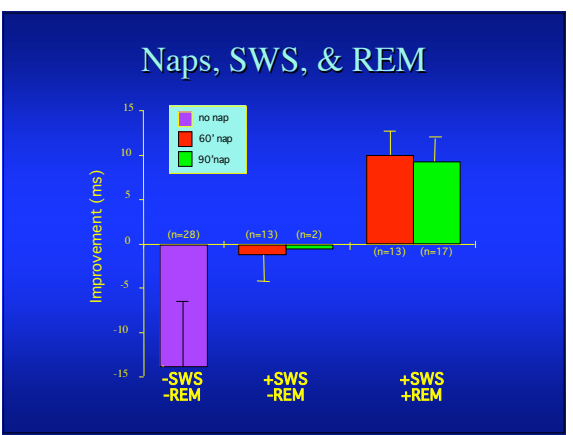 Naps, SWS, & REM
15
10
5
0
-5
-10
-15
Improvement (ms)
no nap
60' nap
90'nap
(n=28)
(n=13)
(n=2)
(n=13)
(n=17)
-SWS
-REM
+SWS
-REM
+SWS
+REM